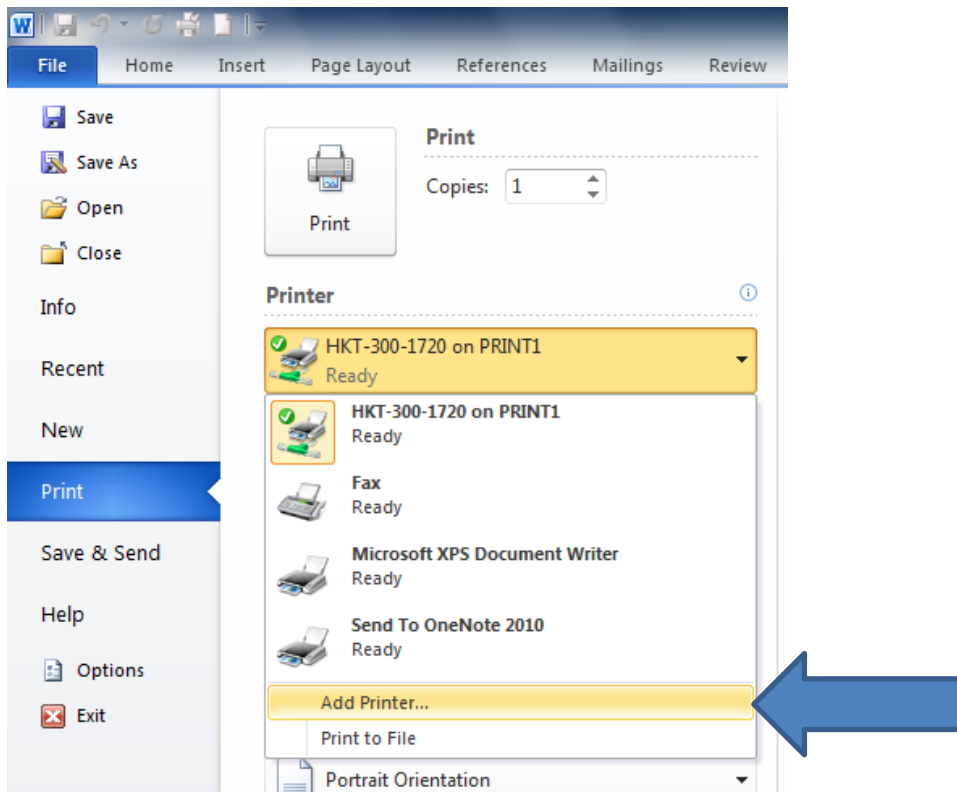 W
File Home Insert Page Layout References Mailings Review
Save
Save As
Open
Close
Info
Recent
New
Print
Save & Send
Help
Options
Exit
Print
Print
Copies: 1
Printer
HKT-300-1720 on PRINT1
Ready
HKT-300-1720 on PRINT1
Ready
Fax
Ready
Microsoft XPS Document Writer
Ready
Send To OneNote 2010
Ready
Add Printer...
Print to File
Portrait Orientation